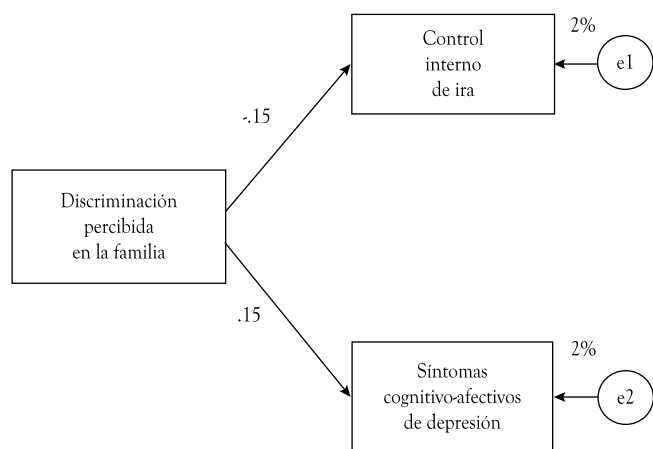 2%
Control
interno
de ira
e1
-.15
Discriminación
percibida
en la familia
.15
2%
Síntomas
cognitivo-afectivos
de depresión
e2